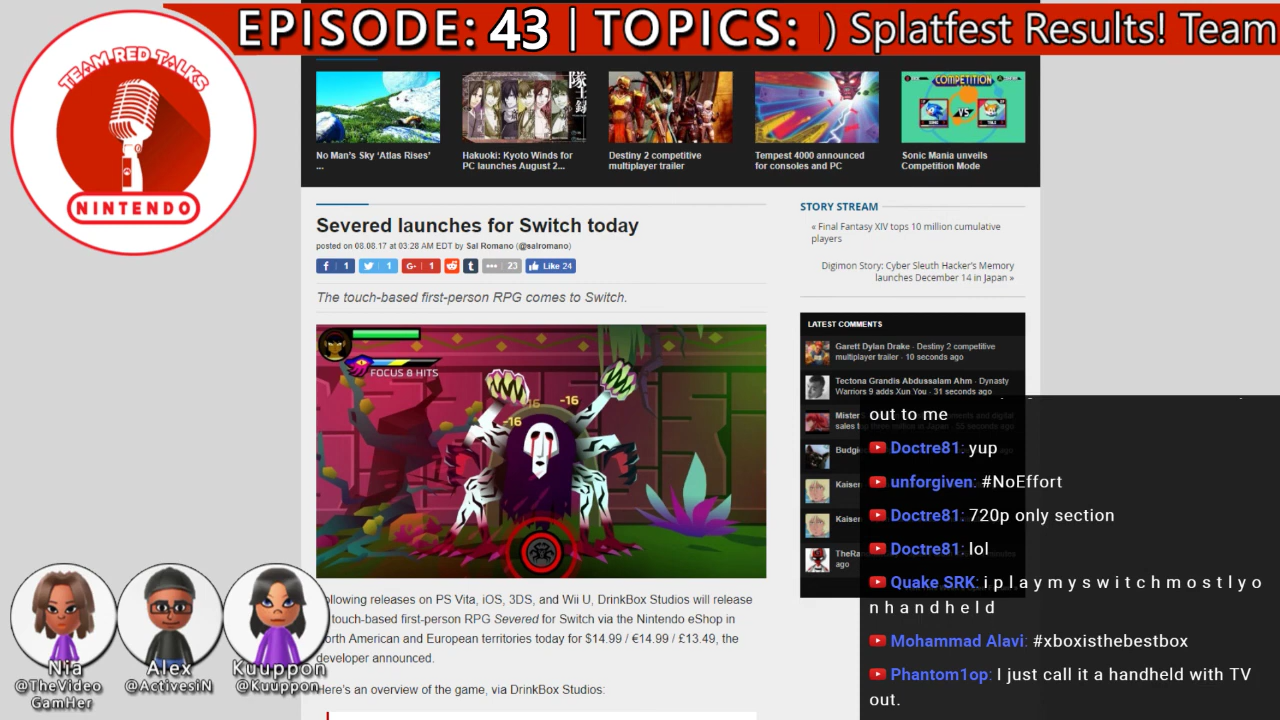 EPISODE: 43 | TOPICS: ) Splatfest Results! Team
TEAM RED TALKS
NINTENDO
No Man's Sky 'Atlas Rises'
...
Hakuoki: Kyoto Winds for
PC launches August 2...
Destiny 2 competitive
multiplayer trailer
Tempest 4000 announced
for consoles and PC
COMPETITION
VS
Sonic Mania unveils
Competition Mode
Severed launches for Switch today
posted on 08.08.17 at 03:28 AM EDT by Sal Romano (@salromano)
f 1
1
G+ 1
t
23
Like 24
The touch-based first-person RPG comes to Switch.
FOCUS 8 HITS
-16
-16
-16
ollowing releases on PS Vita, iOS, 3DS, and Wii U, DrinkBox Studios will release
touch-based first-person RPG Severed for Switch via the Nintendo eShop in
orth American and European territories today for $14.99 / €14.99 / £13.49, the
developer announced.
Here's an overview of the game, via DrinkBox Studios:
STORY STREAM
« Final Fantasy XIV tops 10 million cumulative
players
Digimon Story: Cyber Sleuth Hacker's Memory
launches December 14 in Japan »
LATEST COMMENTS
Garett Dylan Drake - Destiny 2 competitive
multiplayer trailer - 10 seconds ago
Tectona Grandis Abdussalam Ahm - Dynasty
Warriors 9 adds Xun You - 31 seconds ago
Mister
Budgi
Kaiser
Kaiser
TheRa
ago
out to me
Doctre81: yup
unforgiven: #NoEffort
Doctre81: 720p only section
Doctre81: lol
Quake SRK: i p l a y m y s w i t c h m o s t l y o
n h a n d h e l d
Mohammad Alavi: #xboxisthebestbox
Phantom1op: I just call it a handheld with TV
out.
Nia
@TheVideo
GamHer
Alex
@ActivesiN
Kuuppon
@Kuuppon